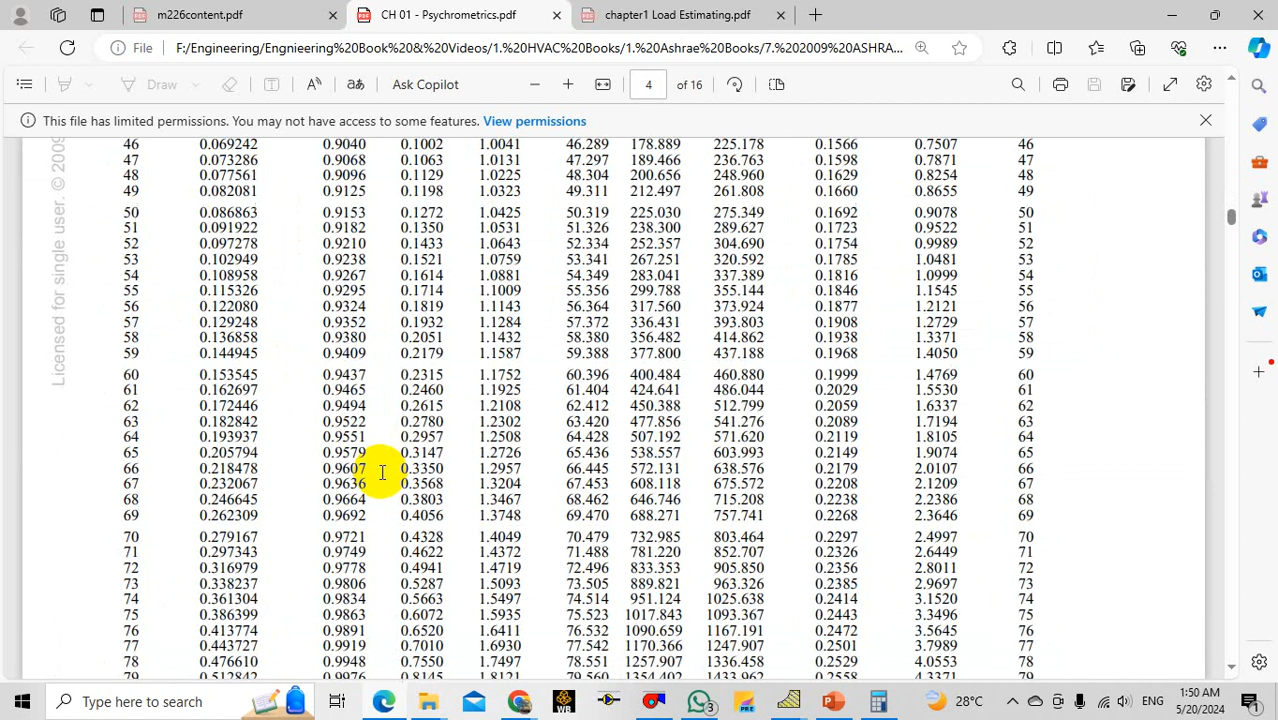 m226content.pdf
CH 01 - Psychrometrics.pdf
chapter1 Load Estimating.pdf
File
F:/Engineering/Engnieering%20Book%20&%20Videos/1.%20HVAC%20Books/1.%20Ashrae%20Books/7.%202009%20ASHRA...
Draw
Ask Copilot
4 of 16
This file has limited permissions. You may not have access to some features. View permissions
Licensed for single user. © 2009
46 0.069242 0.9040 0.1002 1.0041 46.289 178.889 225.178 0.1566 0.7507 46
47 0.073286 0.9068 0.1063 1.0131 47.297 189.466 236.763 0.1598 0.7871 47
48 0.077561 0.9096 0.1129 1.0225 48.304 200.656 248.960 0.1629 0.8254 48
49 0.082081 0.9125 0.1198 1.0323 49.311 212.497 261.808 0.1660 0.8655 49
50 0.086863 0.9153 0.1272 1.0425 50.319 225.030 275.349 0.1692 0.9078 50
51 0.091922 0.9182 0.1350 1.0531 51.326 238.300 289.627 0.1723 0.9522 51
52 0.097278 0.9210 0.1433 1.0643 52.334 252.357 304.690 0.1754 0.9989 52
53 0.102949 0.9238 0.1521 1.0759 53.341 267.251 320.592 0.1785 1.0481 53
54 0.108958 0.9267 0.1614 1.0881 54.349 283.041 337.389 0.1816 1.0999 54
55 0.115326 0.9295 0.1714 1.1009 55.356 299.788 355.144 0.1846 1.1545 55
56 0.122080 0.9324 0.1819 1.1143 56.364 317.560 373.924 0.1877 1.2121 56
57 0.129248 0.9352 0.1932 1.1284 57.372 336.431 393.803 0.1908 1.2729 57
58 0.136858 0.9380 0.2051 1.1432 58.380 356.482 414.862 0.1938 1.3371 58
59 0.144945 0.9409 0.2179 1.1587 59.388 377.800 437.188 0.1968 1.4050 59
60 0.153545 0.9437 0.2315 1.1752 60.396 400.484 460.880 0.1999 1.4769 60
61 0.162697 0.9465 0.2460 1.1925 61.404 424.641 486.044 0.2029 1.5530 61
62 0.172446 0.9494 0.2615 1.2108 62.412 450.388 512.799 0.2059 1.6337 62
63 0.182842 0.9522 0.2780 1.2302 63.420 477.856 541.276 0.2089 1.7194 63
64 0.193937 0.9551 0.2957 1.2508 64.428 507.192 571.620 0.2119 1.8105 64
65 0.205794 0.9579 0.3147 1.2726 65.436 538.557 603.993 0.2149 1.9074 65
66 0.218478 0.9607 0.3350 1.2957 66.445 572.131 638.576 0.2179 2.0107 66
67 0.232067 0.9636 0.3568 1.3204 67.453 608.118 675.572 0.2208 2.1209 67
68 0.246645 0.9664 0.3803 1.3467 68.462 646.746 715.208 0.2238 2.2386 68
69 0.262309 0.9692 0.4056 1.3748 69.470 688.271 757.741 0.2268 2.3646 69
70 0.279167 0.9721 0.4328 1.4049 70.479 732.985 803.464 0.2297 2.4997 70
71 0.297343 0.9749 0.4622 1.4372 71.488 781.220 852.707 0.2326 2.6449 71
72 0.316979 0.9778 0.4941 1.4719 72.496 833.353 905.850 0.2356 2.8011 72
73 0.338237 0.9806 0.5287 1.5093 73.505 889.821 963.326 0.2385 2.9697 73
74 0.361304 0.9834 0.5663 1.5497 74.514 951.124 1025.638 0.2414 3.1520 74
75 0.386399 0.9863 0.6072 1.5935 75.523 1017.843 1093.367 0.2443 3.3496 75
76 0.413774 0.9891 0.6520 1.6411 76.532 1090.659 1167.191 0.2472 3.5645 76
77 0.443727 0.9919 0.7010 1.6930 77.542 1170.366 1247.907 0.2501 3.7989 77
78 0.476610 0.9948 0.7550 1.7497 78.551 1257.907 1336.458 0.2529 4.0553 78
79 0.512842 0.9976 0.8145 1.8121 79.560 1354.402 1433.962 0.2558 4.3371 79
Type here to search
WB
3
PRE
28°C
ENG
1:50 AM
5/20/2024
1